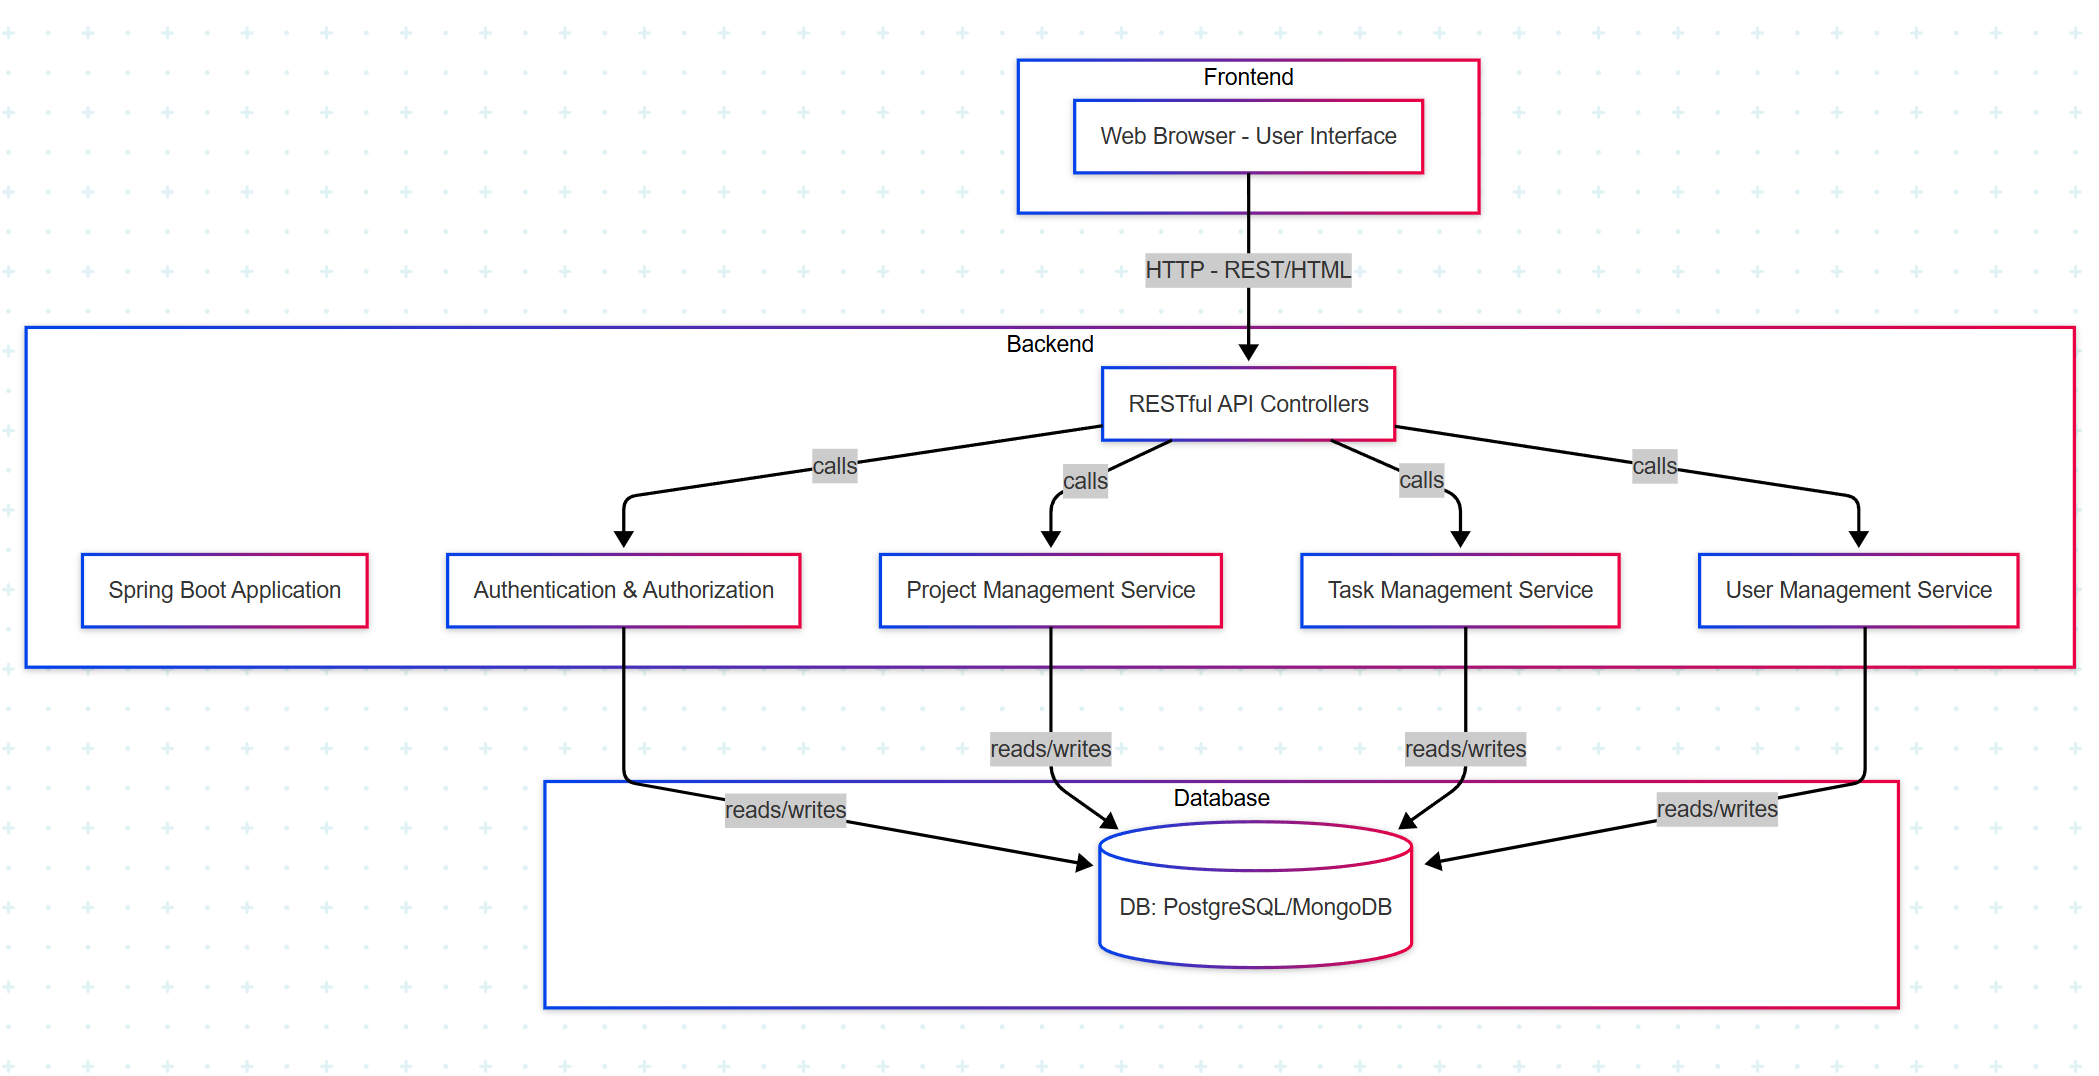 Frontend
Web Browser - User Interface
HTTP - REST/HTML
Backend
RESTful API Controllers
calls
calls
calls
calls
Spring Boot Application
Authentication & Authorization
Project Management Service
Task Management Service
User Management Service
reads/writes
reads/writes
reads/writes
reads/writes
Database
DB: PostgreSQL/MongoDB